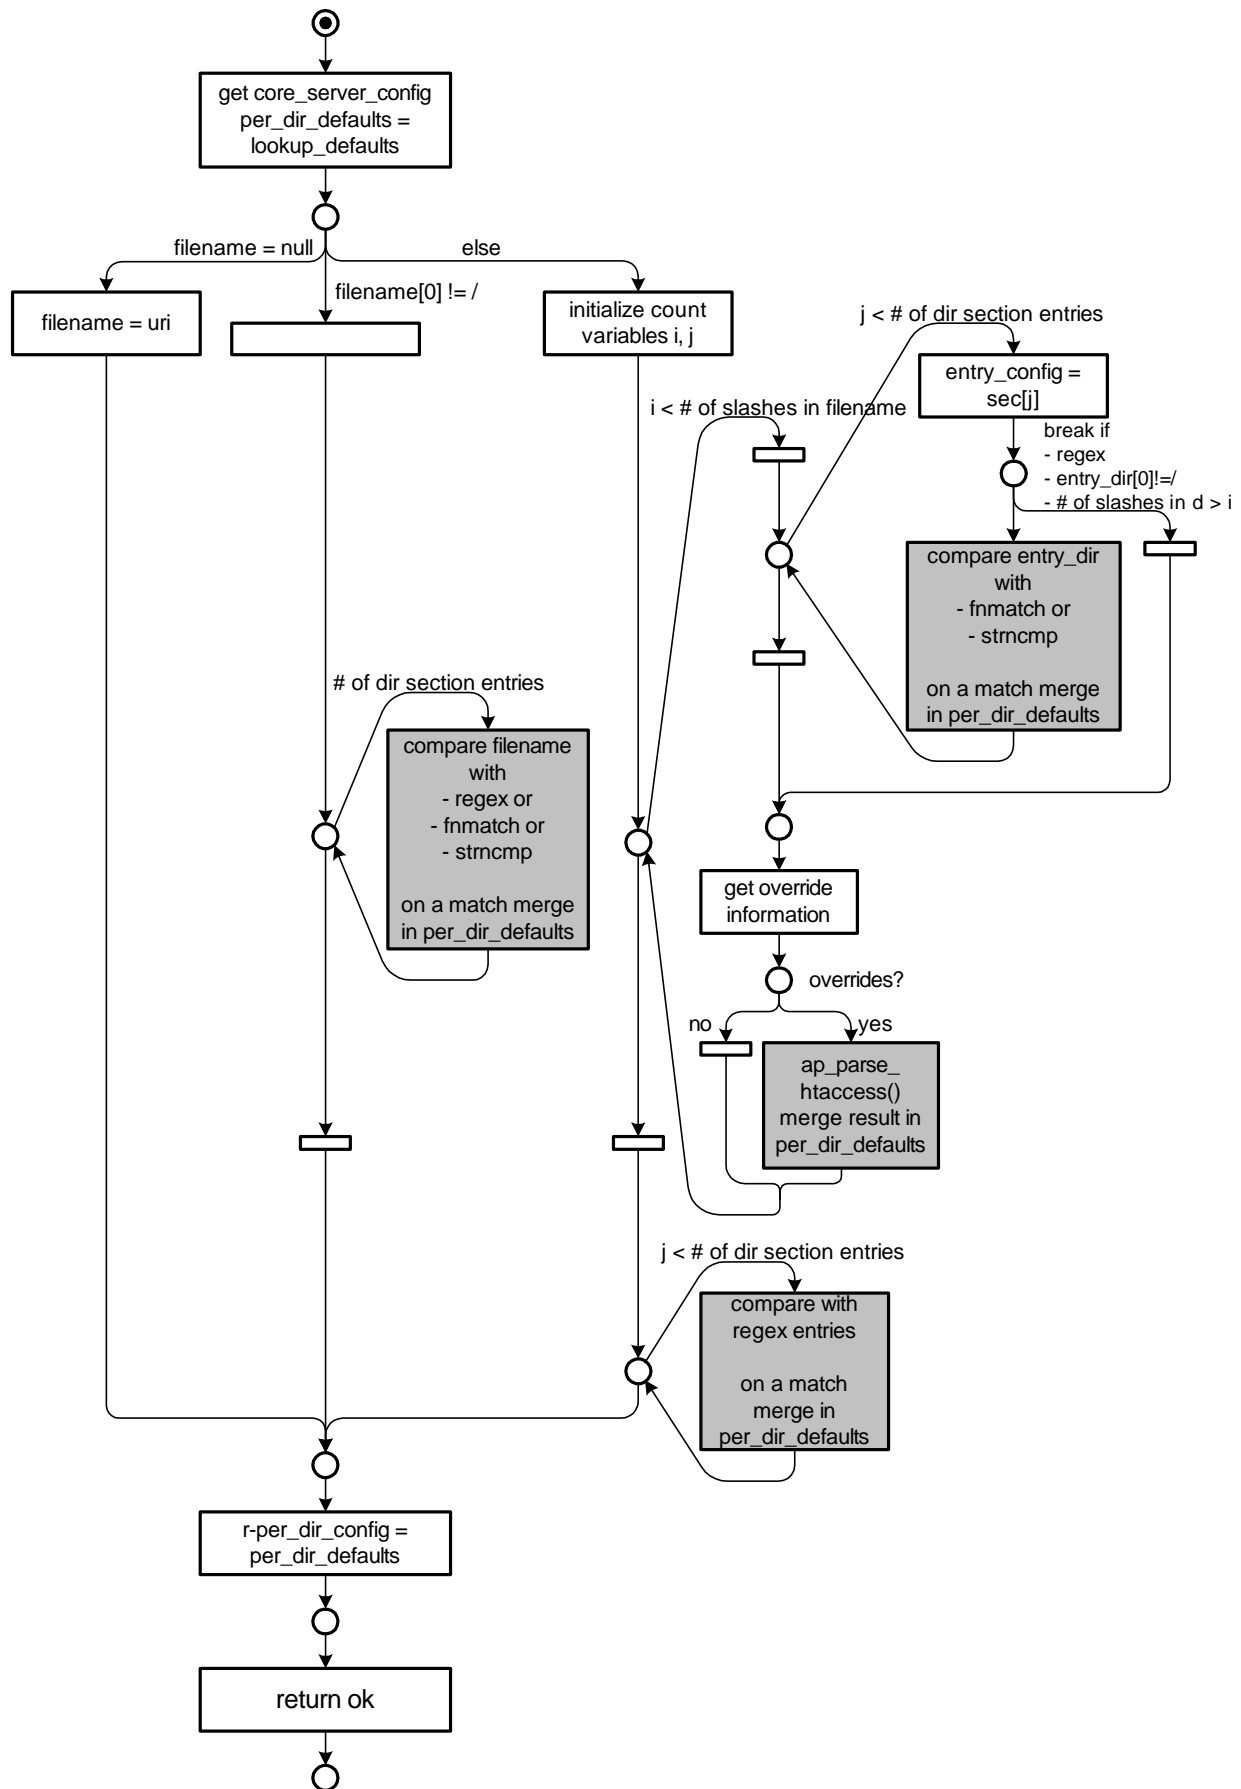 get core_server_config
per_dir_defaults =
lookup_defaults
filename = null
else
filename[0] != /
filename = uri
initialize count
variables i, j
j < # of dir section entries
entry_config =
sec[j]
i < # of slashes in filename
break if
- regex
- entry_dir[0]!=/
- # of slashes in d > i
compare entry_dir
with
- fnmatch or
- strncmp
on a match merge
in per_dir_defaults
# of dir section entries
compare filename
with
- regex or
- fnmatch or
- strncmp
on a match merge
in per_dir_defaults
get override
information
overrides?
no
yes
ap_parse_
htaccess()
merge result in
per_dir_defaults
j < # of dir section entries
compare with
regex entries
on a match
merge in
per_dir_defaults
r-per_dir_config =
per_dir_defaults
return ok